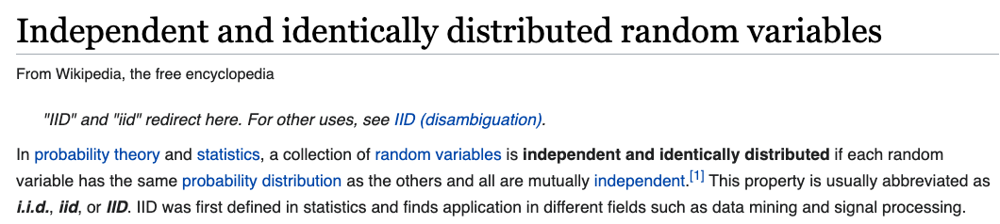 Independent and identically distributed random variables
From Wikipedia, the free encyclopedia
"IID" and "iid" redirect here. For other uses, see IID (disambiguation).
In probability theory and statistics, a collection of random variables is independent and identically distributed if each random
variable has the same probability distribution as the others and all are mutually independent.[1] This property is usually abbreviated as
i.i.d., iid, or IID. IID was first defined in statistics and finds application in different fields such as data mining and signal processing.